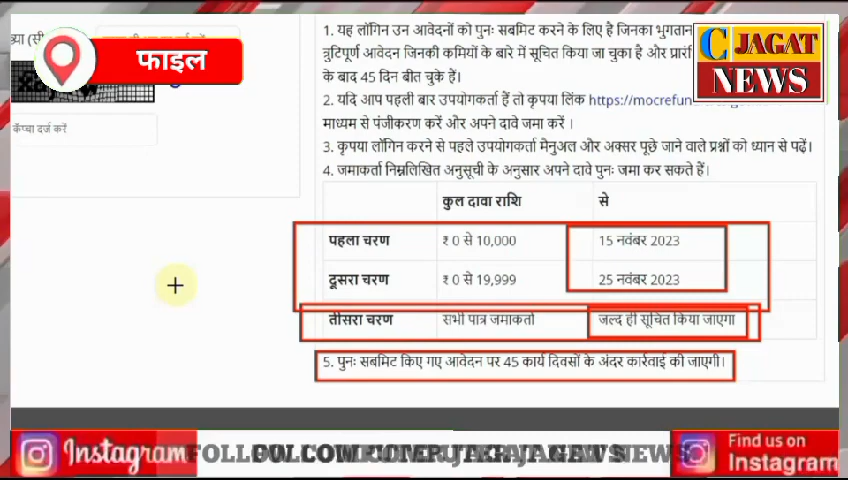 फाइल
C JAGAT
NEWS
1. यह लॉगिन उन आवेदनों को पुनः सबमिट करने के लिए है जिनका भुगतान
त्रुटिपूर्ण आवेदन जिनकी कमियों के बारे में सूचित किया जा चुका है और प्रारं
के बाद 45 दिन बीत चुके हैं।
2. यदि आप पहली बार उपयोगकर्ता हैं तो कृपया लिंक https://mocrefun
माध्यम से पंजीकरण करें और अपने दावे जमा करें ।
3. कृपया लॉगिन करने से पहले उपयोगकर्ता मैनुअल और अक्सर पूछे जाने वाले प्रश्नों को ध्यान से पढ़ें।
4. जमाकर्ता निम्नलिखित अनुसूची के अनुसार अपने दावे पुनः जमा कर सकते हैं।
कैप्चा दर्ज करें
कुल दावा राशि से
पहला चरण ₹ 0 से 10,000 15 नवंबर 2023
दूसरा चरण ₹ 0 से 19,999 25 नवंबर 2023
तीसरा चरण सभी पात्र जमाकर्ता जल्द ही सूचित किया जाएगा
5. पुनः सबमिट किए गए आवेदन पर 45 कार्य दिवसों के अंदर कार्रवाई की जाएगी।
Instagram
Find us on
Instagram